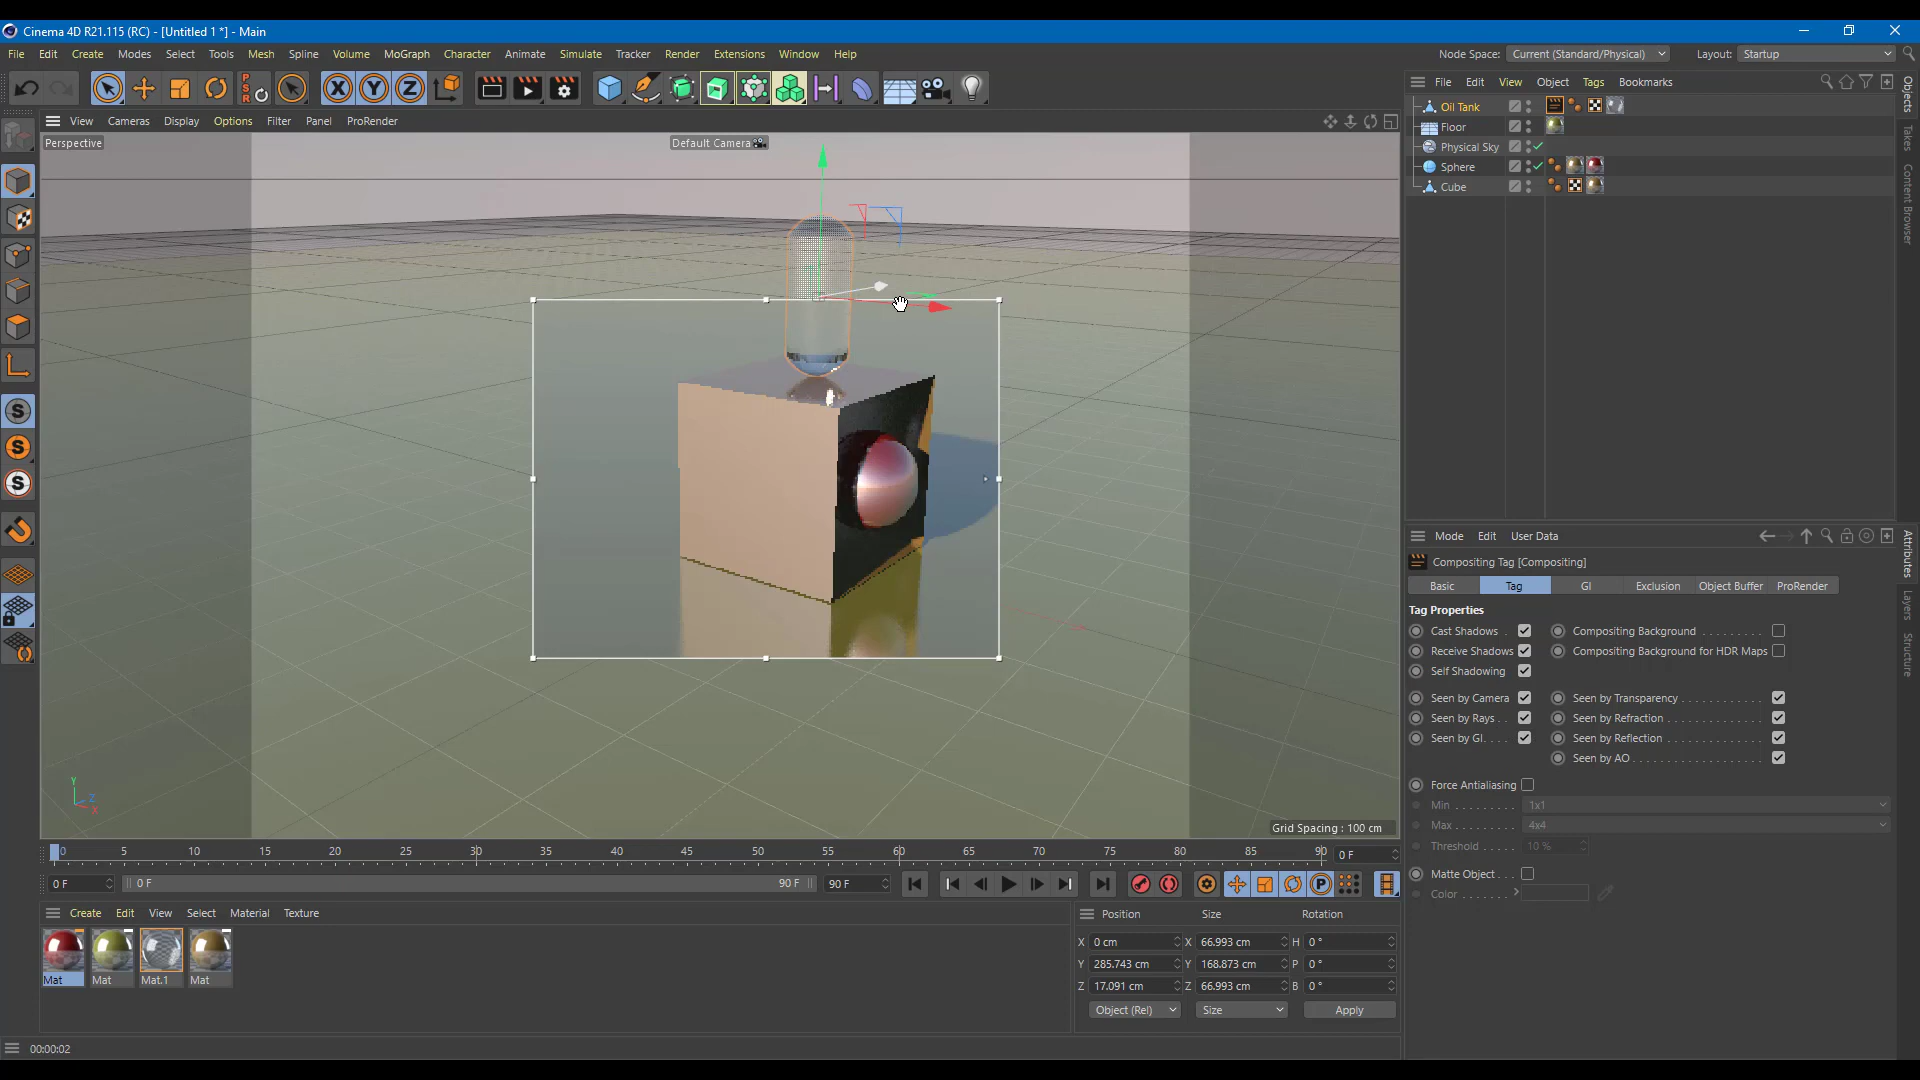 Cinema 4D R21.115 (RC) - [Untitled 1 *] - Main
File Edit Create Modes Select Tools Mesh Spline Volume MoGraph Character Animate Simulate Tracker Render Extensions Window Help
Node Space: Current (Standard/Physical) Layout: Startup
PSR
X Y Z
File Edit View Object Tags Bookmarks
View Cameras Display Options Filter Panel ProRender
Perspective
Default Camera
Oil Tank
Floor
Physical Sky
Sphere
Cube
Objects
Takes
Content Browser
S
S
S
Y
Z
X
Grid Spacing : 100 cm
Mode Edit User Data
Compositing Tag [Compositing]
Basic Tag GI Exclusion Object Buffer ProRender
Tag Properties
Cast Shadows . Compositing Background
Receive Shadows Compositing Background for HDR Maps
Self Shadowing
Seen by Camera Seen by Transparency
Seen by Rays . . Seen by Refraction
Seen by GI. . . . Seen by Reflection
Seen by AO
Force Antialiasing
Min 1x1
Max 4x4
Threshold 10 %
Matte Object . . .
Color
Attributes
Layers
Structure
0 5 10 15 20 25 30 35 40 45 50 55 60 65 70 75 80 85 90 0 F
0 F 0 F 90 F 90 F
P
Create Edit View Select Material Texture
Mat Mat Mat.1 Mat
Position Size Rotation
X 0 cm X 66.993 cm H 0 °
Y 285.743 cm Y 168.873 cm P 0 °
Z 17.091 cm Z 66.993 cm B 0 °
Object (Rel) Size Apply
00:00:02